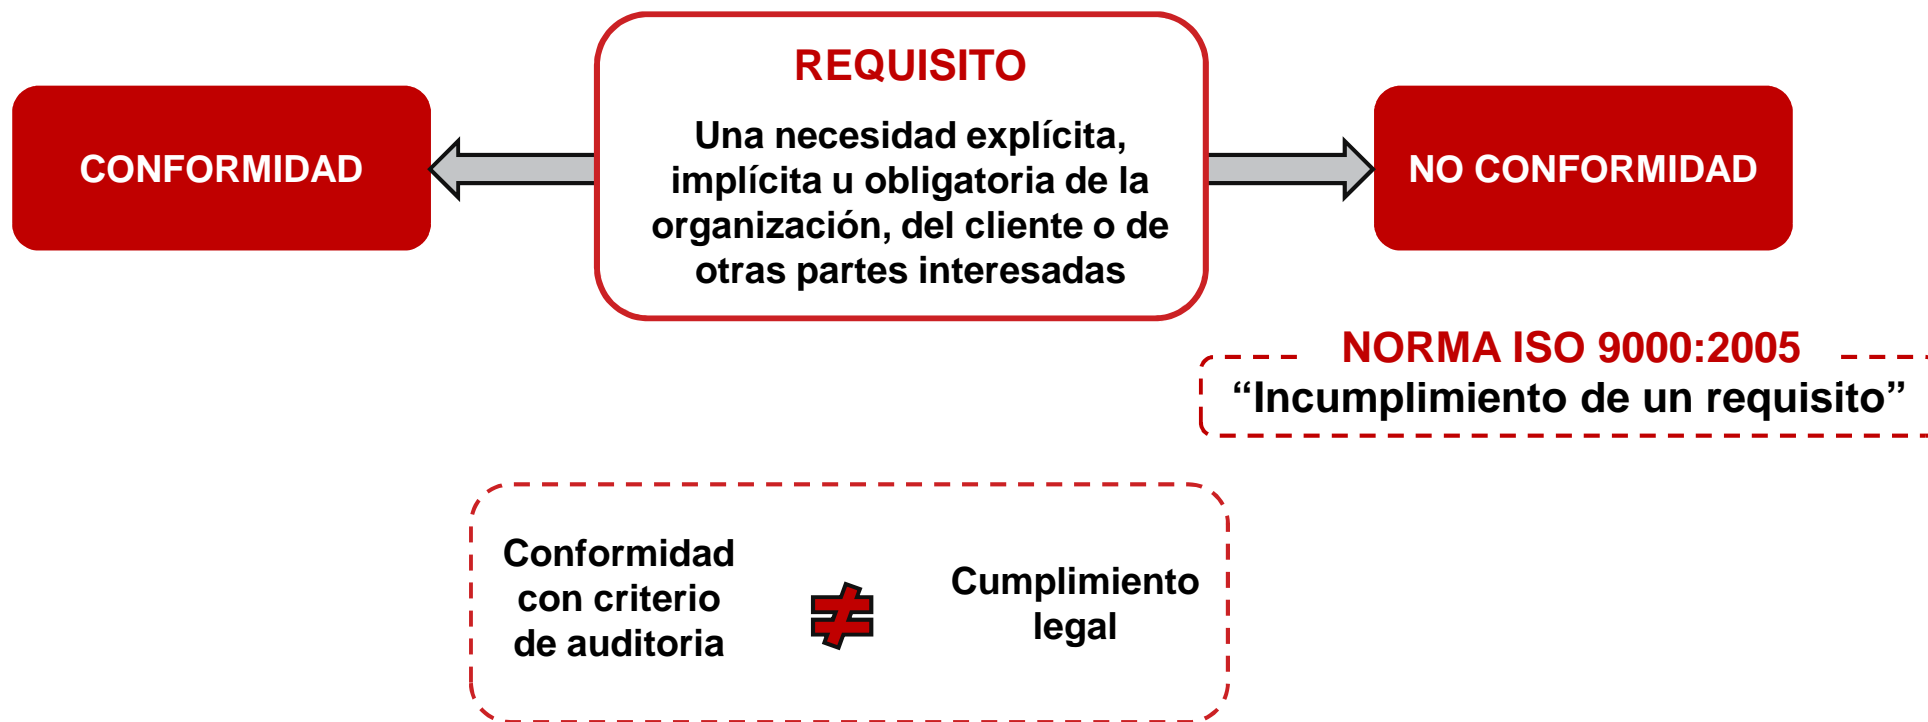 REQUISITO
Una necesidad explícita,
implícita u obligatoria de la
organización, del cliente o de
otras partes interesadas
CONFORMIDAD
NO CONFORMIDAD
NORMA ISO 9000:2005
“Incumplimiento de un requisito”
Conformidad
con criterio
de auditoria
≠
Cumplimiento
legal